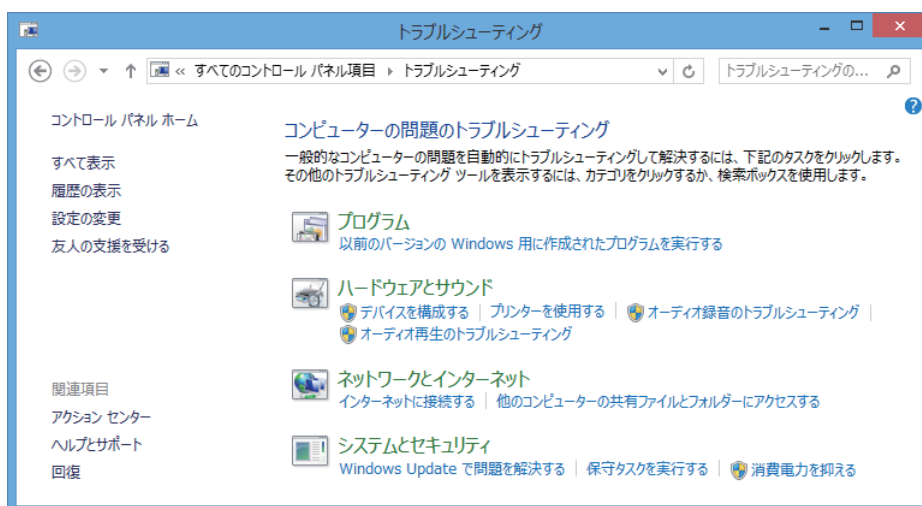 トラブルシューティング
« すべてのコントロール パネル項目 ▸ トラブルシューティング
トラブルシューティングの...
コントロール パネル ホーム
すべて表示
履歴の表示
設定の変更
友人の支援を受ける
関連項目
アクション センター
ヘルプとサポート
回復
コンピューターの問題のトラブルシューティング
一般的なコンピューターの問題を自動的にトラブルシューティングして解決するには、下記のタスクをクリックします。
その他のトラブルシューティング ツールを表示するには、カテゴリをクリックするか、検索ボックスを使用します。
プログラム
以前のバージョンの Windows 用に作成されたプログラムを実行する
ハードウェアとサウンド
デバイスを構成する | プリンターを使用する | オーディオ録音のトラブルシューティング |
オーディオ再生のトラブルシューティング
ネットワークとインターネット
インターネットに接続する | 他のコンピューターの共有ファイルとフォルダーにアクセスする
システムとセキュリティ
Windows Update で問題を解決する | 保守タスクを実行する | 消費電力を抑える